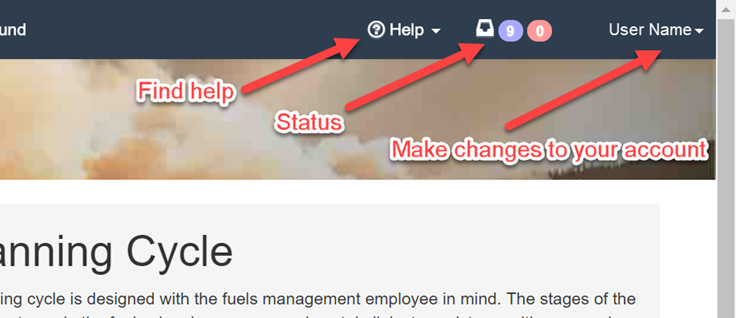 und Help 9 0 User Name
Find help
Status
Make changes to your account
anning Cycle
ing cycle is designed with the fuels management employee in mind. The stages of the